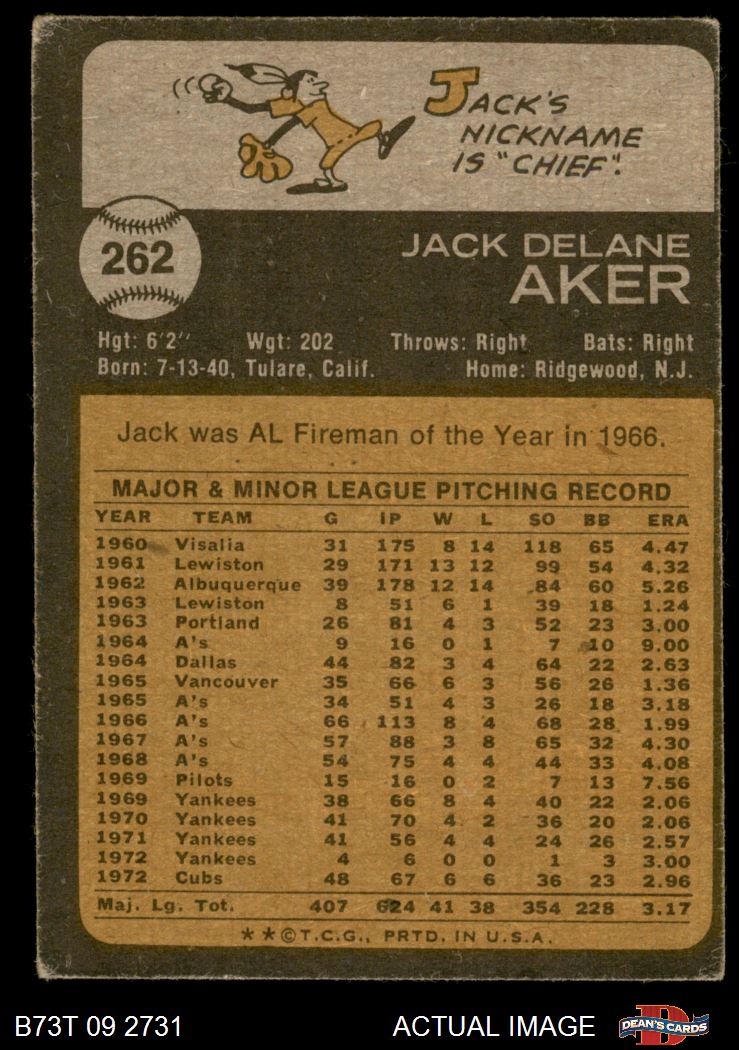 JACK'S
NICKNAME
IS "CHIEF".
262
JACK DELANE
AKER
Hgt: 6'2" Wgt: 202 Throws: Right Bats: Right
Born: 7-13-40, Tulare, Calif. Home: Ridgewood, N.J.
Jack was AL Fireman of the Year in 1966.
MAJOR & MINOR LEAGUE PITCHING RECORD
YEAR TEAM G IP W L SO BB ERA
1960 Visalia 31 175 8 14 118 65 4.47
1961 Lewiston 29 171 13 12 99 54 4.32
1962 Albuquerque 39 178 12 14 84 60 5.26
1963 Lewiston 8 51 6 1 39 18 1.24
1963 Portland 26 81 4 3 52 23 3.00
1964 A's 9 16 0 1 7 10 9.00
1964 Dallas 44 82 3 4 64 22 2.63
1965 Vancouver 35 66 6 3 56 26 1.36
1965 A's 34 51 4 3 26 18 3.18
1966 A's 66 113 8 4 68 28 1.99
1967 A's 57 88 3 8 65 32 4.30
1968 A's 54 75 4 4 44 33 4.08
1969 Pilots 15 16 0 2 7 13 7.56
1969 Yankees 38 66 8 4 40 22 2.06
1970 Yankees 41 70 4 2 36 20 2.06
1971 Yankees 41 56 4 4 24 26 2.57
1972 Yankees 4 6 0 0 1 3 3.00
1972 Cubs 48 67 6 6 36 23 2.96
Maj. Lg. Tot. 407 624 41 38 354 228 3.17
**©T.C.G., PRTD. IN U.S.A.
B73T 09 2731 ACTUAL IMAGE D DEAN'S CARDS